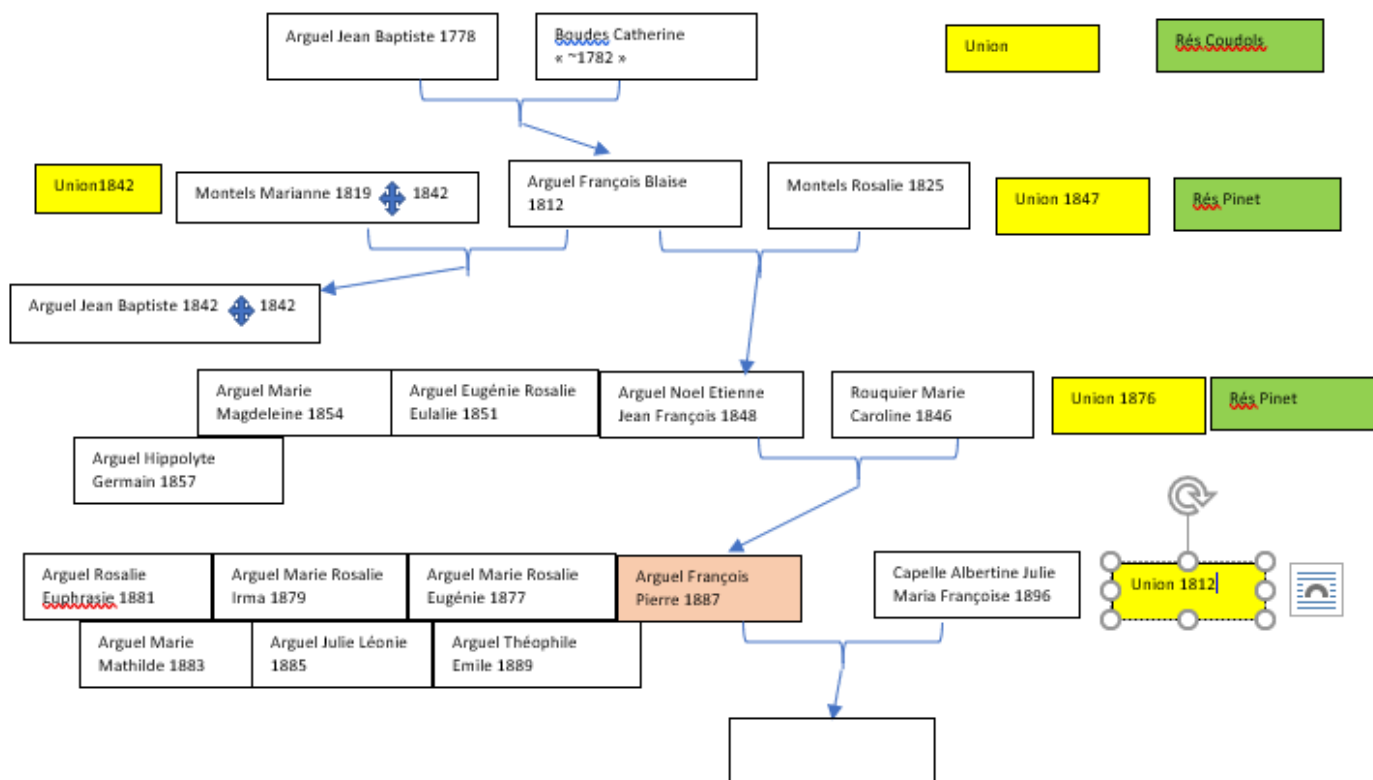 Arguel Jean Baptiste 1778
Boudes Catherine
« ~1782 »
Union
Rés Coudols
Union1842
Montels Marianne 1819 1842
Arguel François Blaise
1812
Montels Rosalie 1825
Union 1847
Rés Pinet
Arguel Jean Baptiste 1842 1842
Arguel Marie
Magdeleine 1854
Arguel Eugénie Rosalie
Eulalie 1851
Arguel Noel Etienne
Jean François 1848
Rouquier Marie
Caroline 1846
Union 1876
Rés Pinet
Arguel Hippolyte
Germain 1857
Arguel Rosalie
Euphrasie 1881
Arguel Marie Rosalie
Irma 1879
Arguel Marie Rosalie
Eugénie 1877
Arguel François
Pierre 1887
Capelle Albertine Julie
Maria Françoise 1896
Union 1812
Arguel Marie
Mathilde 1883
Arguel Julie Léonie
1885
Arguel Théophile
Emile 1889